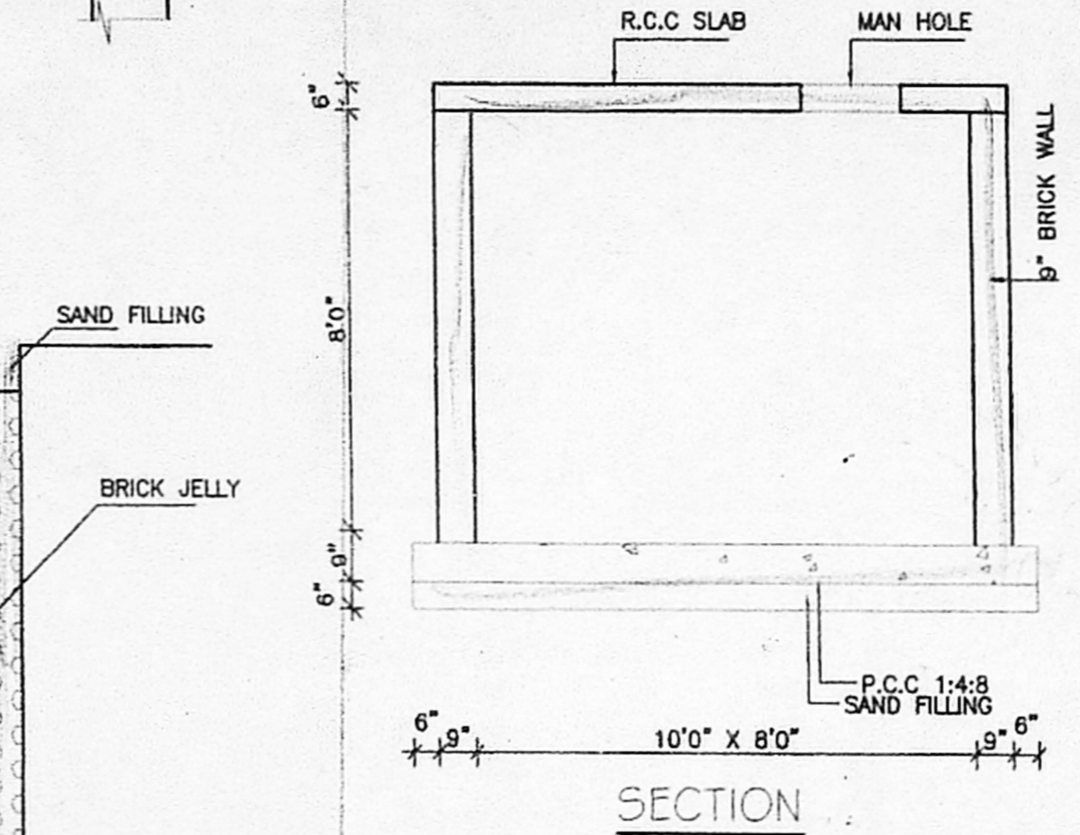 R.C.C SLAB
MAN HOLE
6"
9" BRICK WALL
8'0"
SAND FILLING
BRICK JELLY
9"
6"
P.C.C 1:4:8
SAND FILLING
6"
9"
10'0" X 8'0"
9"
6"
SECTION